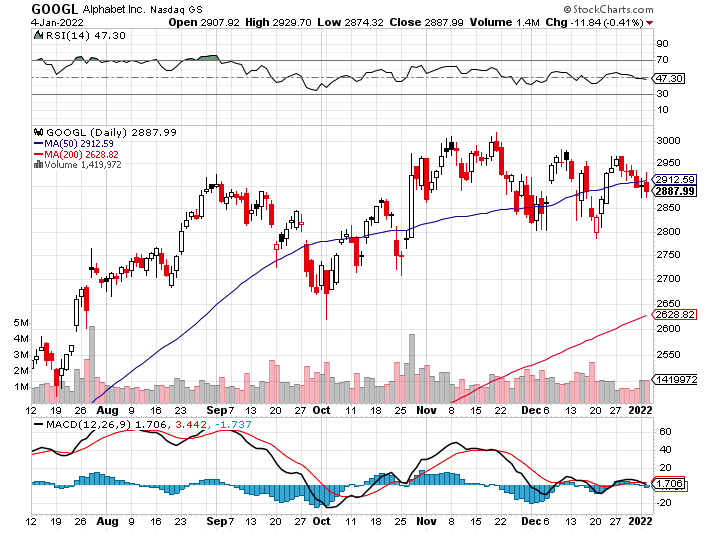 GOOGL Alphabet Inc. Nasdaq GS © StockCharts.com
4-Jan-2022 Open 2907.92 High 2929.70 Low 2874.32 Close 2887.99 Volume 1.4M Chg -11.84 (-0.41%)
RSI(14) 47.30
90
70
47.30
30
10
GOOGL (Daily) 2887.99
MA(50) 2912.59
MA(200) 2628.82
Volume 1,419,972
3000
2950
2912.59
2887.99
2850
2800
2750
2700
2650
2628.82
2600
2550
1419972
5M
4M
3M
2M
1M
12 19 26 Aug 9 16 23 Sep 7 13 20 27 Oct 11 18 25 Nov 8 15 22 Dec 6 13 20 27 2022
MACD(12,26,9) 1.706, 3.442, -1.737
60
40
20
1.706
-20
12 19 26 Aug 9 16 23 Sep 7 13 20 27 Oct 11 18 25 Nov 8 15 22 Dec 6 13 20 27 2022